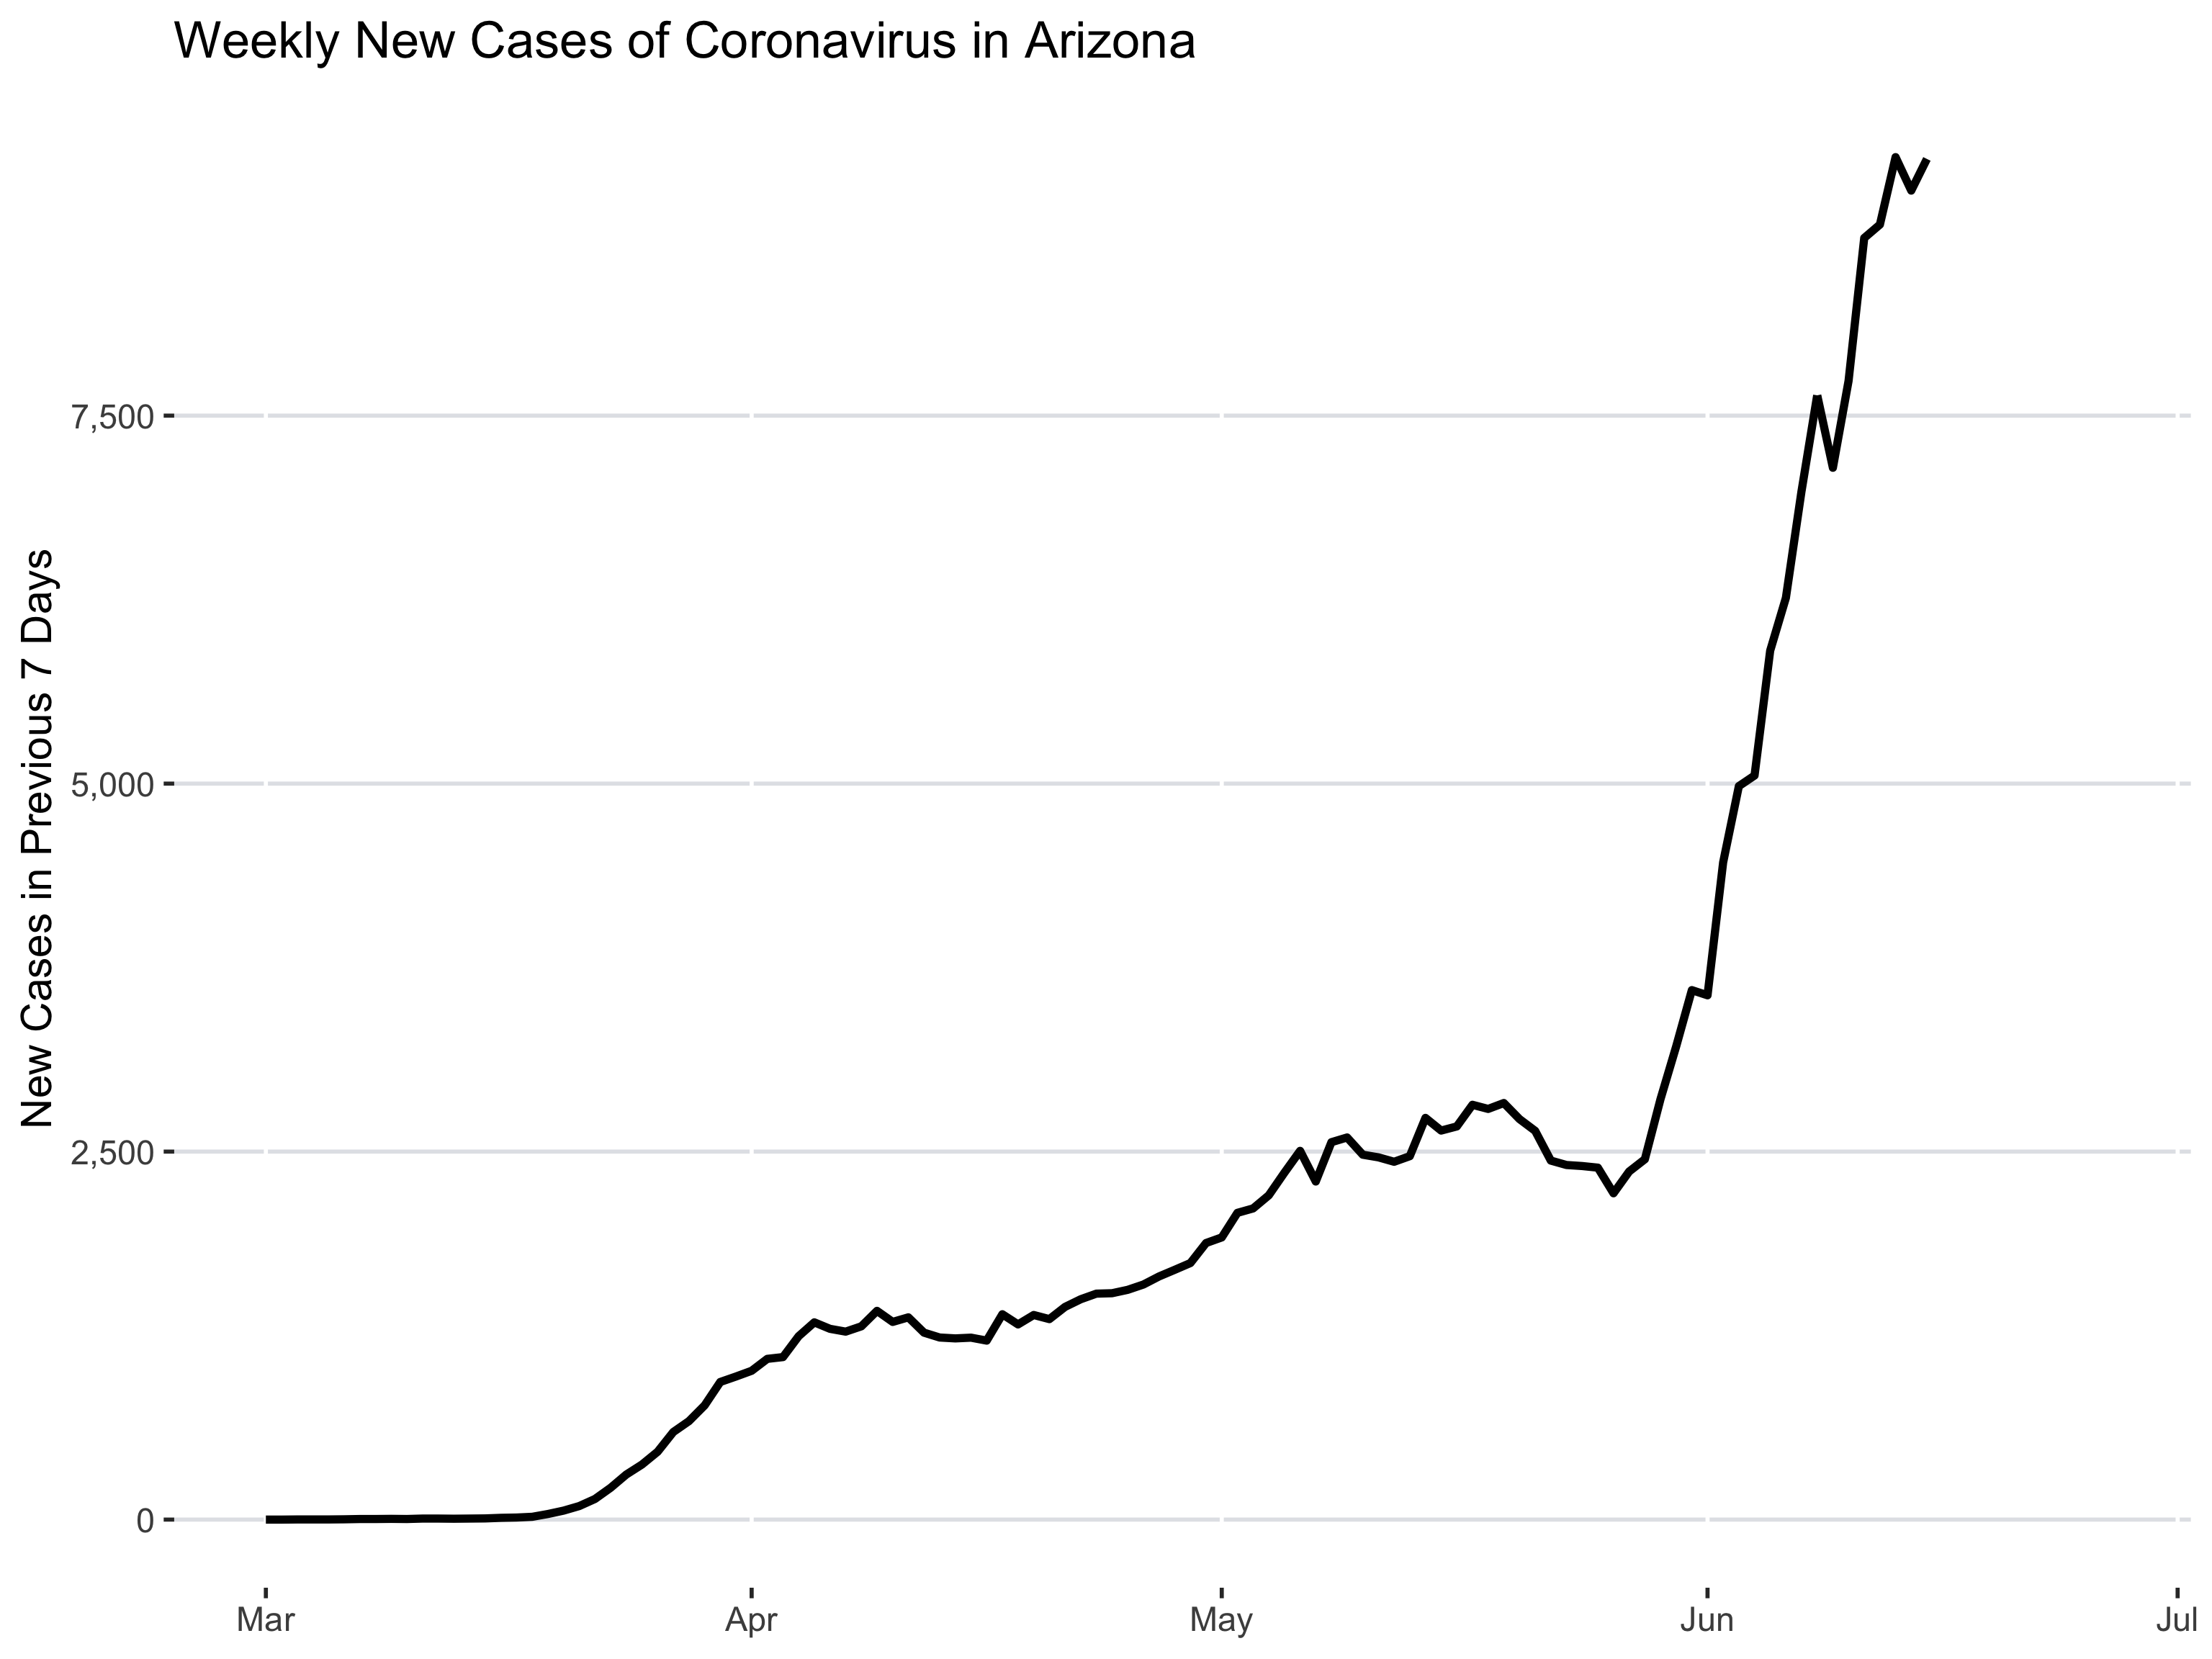 Weekly New Cases of Coronavirus in Arizona
New Cases in Previous 7 Days
7,500
5,000
2,500
0
Mar
Apr
May
Jun
Jul